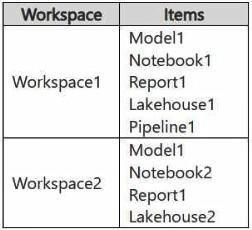 Workspace Items
Model1
Notebook1
Workspace1 Report1
Lakehouse1
Pipeline1
Model1
Notebook2
Workspace2 Report1
Lakehouse2